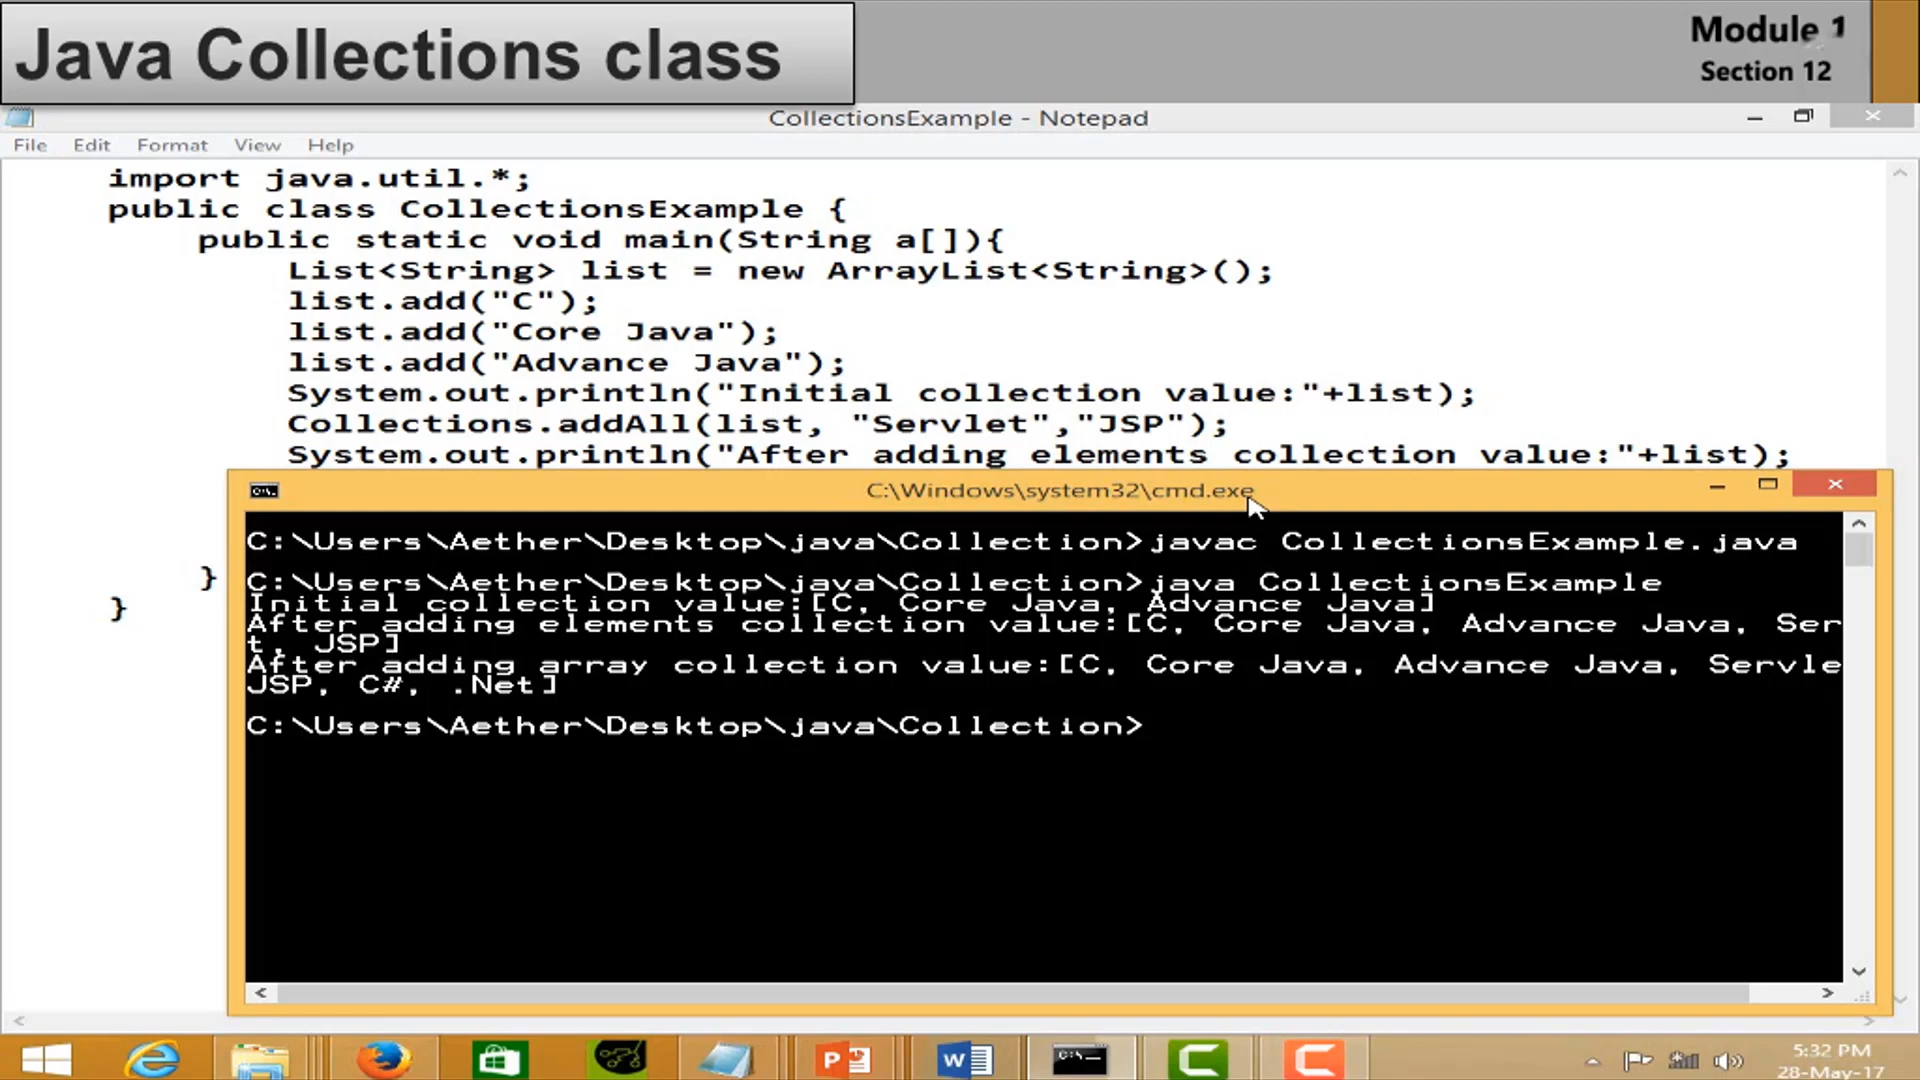 Java Collections class
Module 1
Section 12
CollectionsExample - Notepad
File Edit Format View Help
import java.util.*;
public class CollectionsExample {
public static void main(String a[]){
List<String> list = new ArrayList<String>();
list.add("C");
list.add("Core Java");
list.add("Advance Java");
System.out.println("Initial collection value:"+list);
Collections.addAll(list, "Servlet","JSP");
System.out.println("After adding elements collection value:"+list);
}
}
C:\Windows\system32\cmd.exe
C:\Users\Aether\Desktop\java\Collection>javac CollectionsExample.java
C:\Users\Aether\Desktop\java\Collection>java CollectionsExample
Initial collection value:[C, Core Java, Advance Java]
After adding elements collection value:[C, Core Java, Advance Java, Ser
t, JSP]
After adding array collection value:[C, Core Java, Advance Java, Servle
JSP, C#, .Net]
C:\Users\Aether\Desktop\java\Collection>
5:32 PM
28-May-17